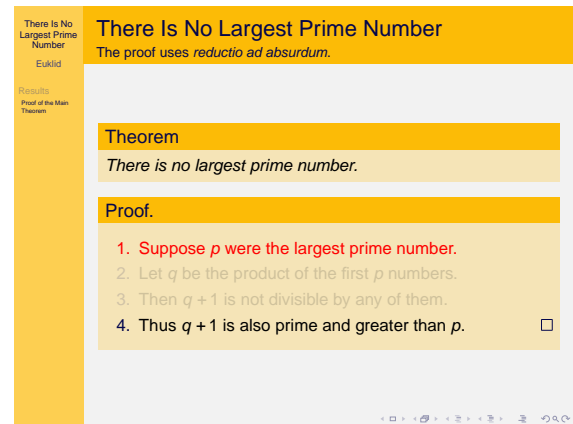 There Is No
Largest Prime
Number
Euklid
Results
Proof of the Main
Theorem
There Is No Largest Prime Number
The proof uses reductio ad absurdum.
Theorem
There is no largest prime number.
Proof.
1. Suppose p were the largest prime number.
2. Let q be the product of the first p numbers.
3. Then q + 1 is not divisible by any of them.
4. Thus q + 1 is also prime and greater than p. □